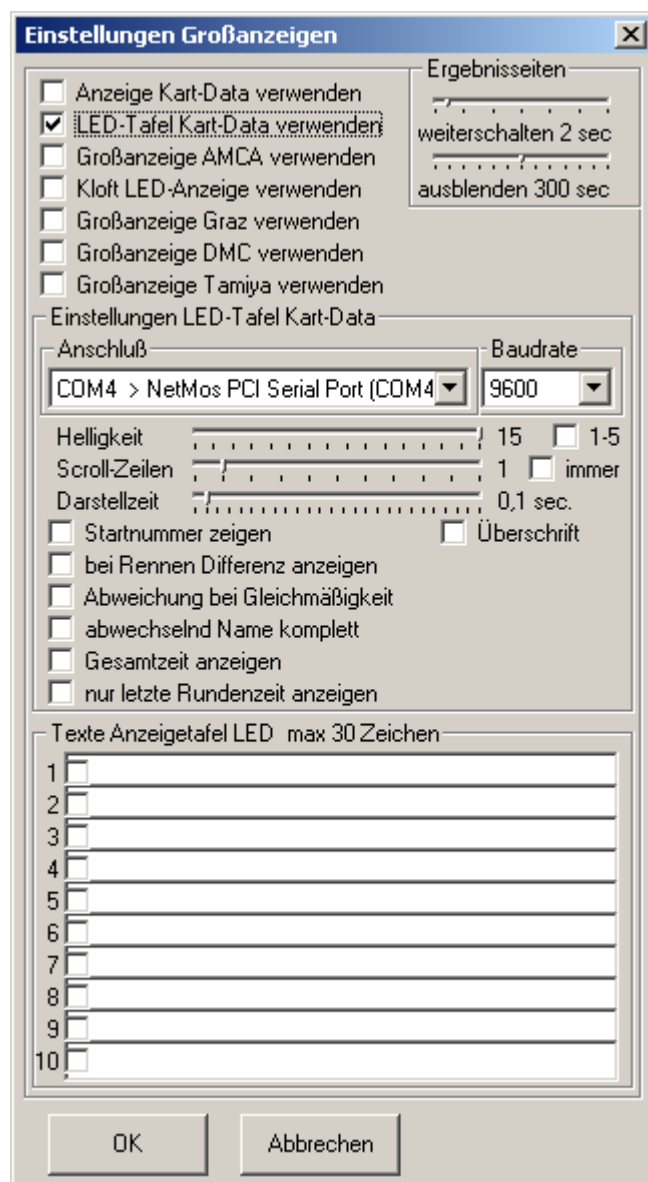 Einstellungen Großanzeigen
Anzeige Kart-Data verwenden
LED-Tafel Kart-Data verwenden
Großanzeige AMCA verwenden
Kloft LED-Anzeige verwenden
Großanzeige Graz verwenden
Großanzeige DMC verwenden
Großanzeige Tamiya verwenden
Ergebnisseiten
weiterschalten 2 sec
ausblenden 300 sec
Einstellungen LED-Tafel Kart-Data
Anschluß
COM4 > NetMos PCI Serial Port (COM4
Baudrate
9600
Helligkeit 15 1-5
Scroll-Zeilen 1 immer
Darstellzeit 0,1 sec.
Startnummer zeigen Überschrift
bei Rennen Differenz anzeigen
Abweichung bei Gleichmäßigkeit
abwechselnd Name komplett
Gesamtzeit anzeigen
nur letzte Rundenzeit anzeigen
Texte Anzeigetafel LED max 30 Zeichen
1
2
3
4
5
6
7
8
9
10
OK Abbrechen